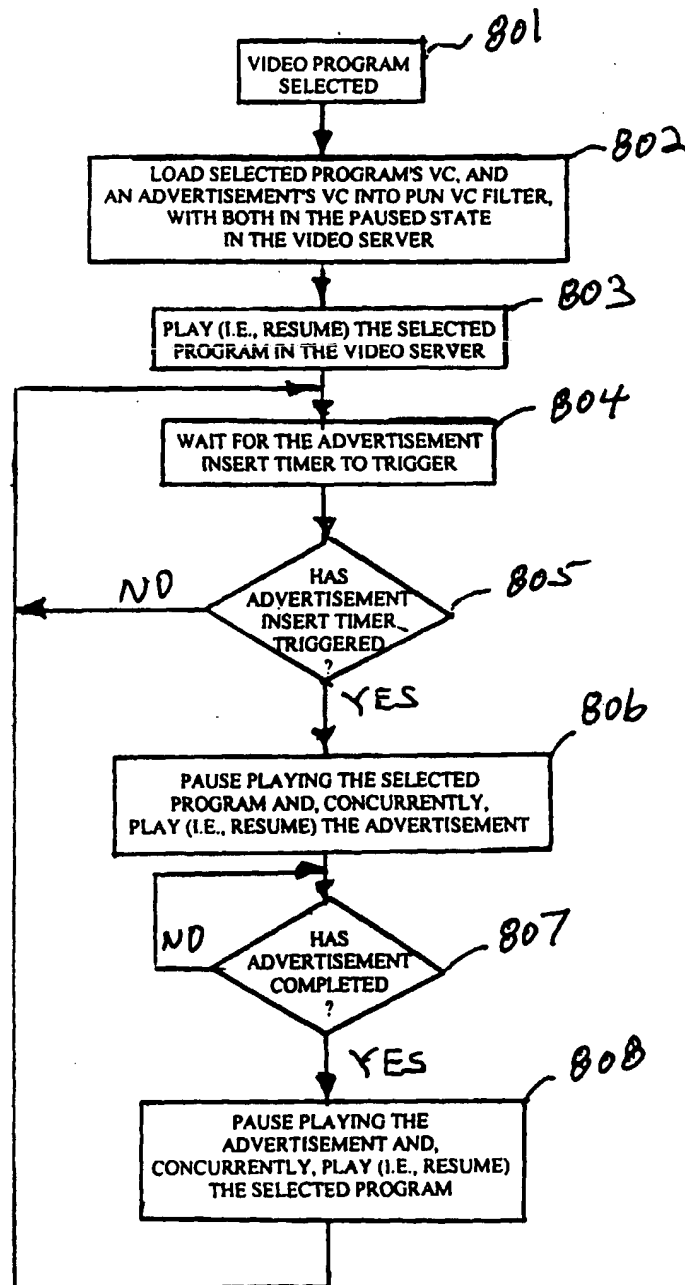 801
VIDEO PROGRAM
SELECTED
802
LOAD SELECTED PROGRAM'S VC, AND
AN ADVERTISEMENT'S VC INTO PUN VC FILTER,
WITH BOTH IN THE PAUSED STATE
IN THE VIDEO SERVER
803
PLAY (I.E., RESUME) THE SELECTED
PROGRAM IN THE VIDEO SERVER
804
WAIT FOR THE ADVERTISEMENT
INSERT TIMER TO TRIGGER
805
NO
HAS
ADVERTISEMENT
INSERT TIMER
TRIGGERED
?
YES
806
PAUSE PLAYING THE SELECTED
PROGRAM AND, CONCURRENTLY,
PLAY (I.E., RESUME) THE ADVERTISEMENT
807
NO
HAS
ADVERTISEMENT
COMPLETED
?
YES
808
PAUSE PLAYING THE
ADVERTISEMENT AND,
CONCURRENTLY, PLAY (I.E., RESUME)
THE SELECTED PROGRAM